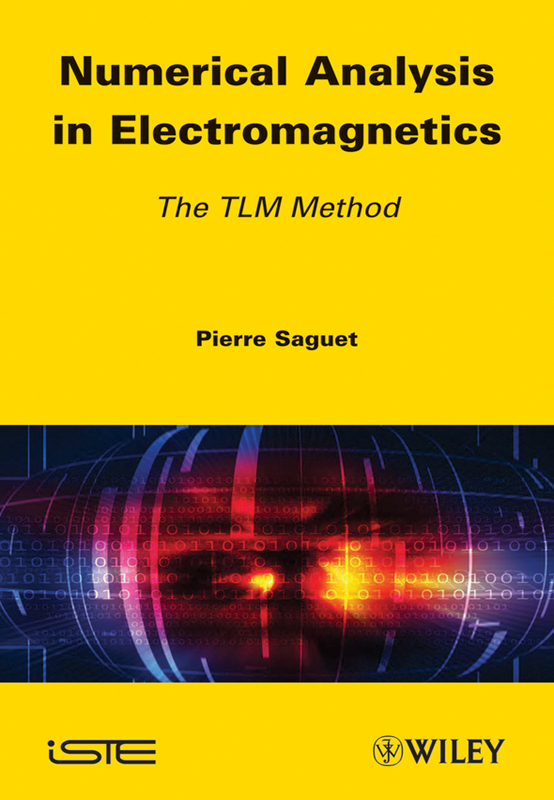 Numerical Analysis
in Electromagnetics
The TLM Method
Pierre Saguet
iSTE
WILEY